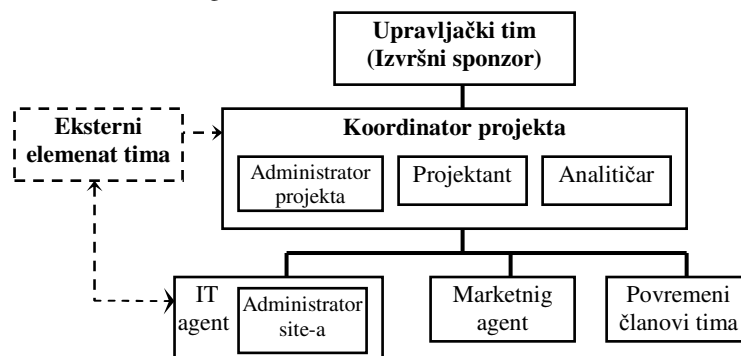 Upravljački tim
(Izvršni sponzor)
Eksterni
elemenat tima
Koordinator projekta
Administrator
projekta
Projektant
Analitičar
IT
agent
Administrator
site-a
Marketnig
agent
Povremeni
članovi tima